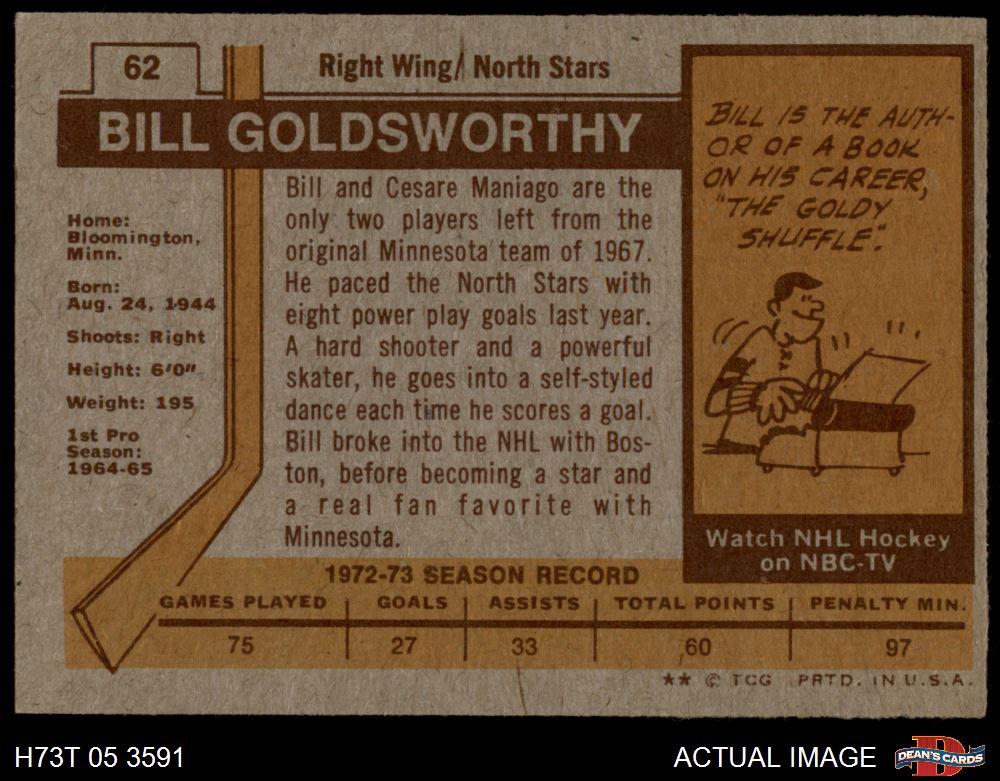 62
Right Wing/ North Stars
BILL GOLDSWORTHY
Home:
Bloomington,
Minn.
Born:
Aug. 24, 1944
Shoots: Right
Height: 6'0"
Weight: 195
1st Pro
Season:
1964-65
Bill and Cesare Maniago are the
only two players left from the
original Minnesota team of 1967.
He paced the North Stars with
eight power play goals last year.
A hard shooter and a powerful
skater, he goes into a self-styled
dance each time he scores a goal.
Bill broke into the NHL with Bos-
ton, before becoming a star and
a real fan favorite with
Minnesota.
BILL IS THE AUTH-
OR OF A BOOK
ON HIS CAREER,
"THE GOLDY
SHUFFLE".
Watch NHL Hockey
on NBC-TV
1972-73 SEASON RECORD
GAMES PLAYED GOALS ASSISTS TOTAL POINTS PENALTY MIN.
75 27 33 60 97
** © TCG PRTD. IN U.S.A.
H73T 05 3591
ACTUAL IMAGE
D
DEAN'S CARDS